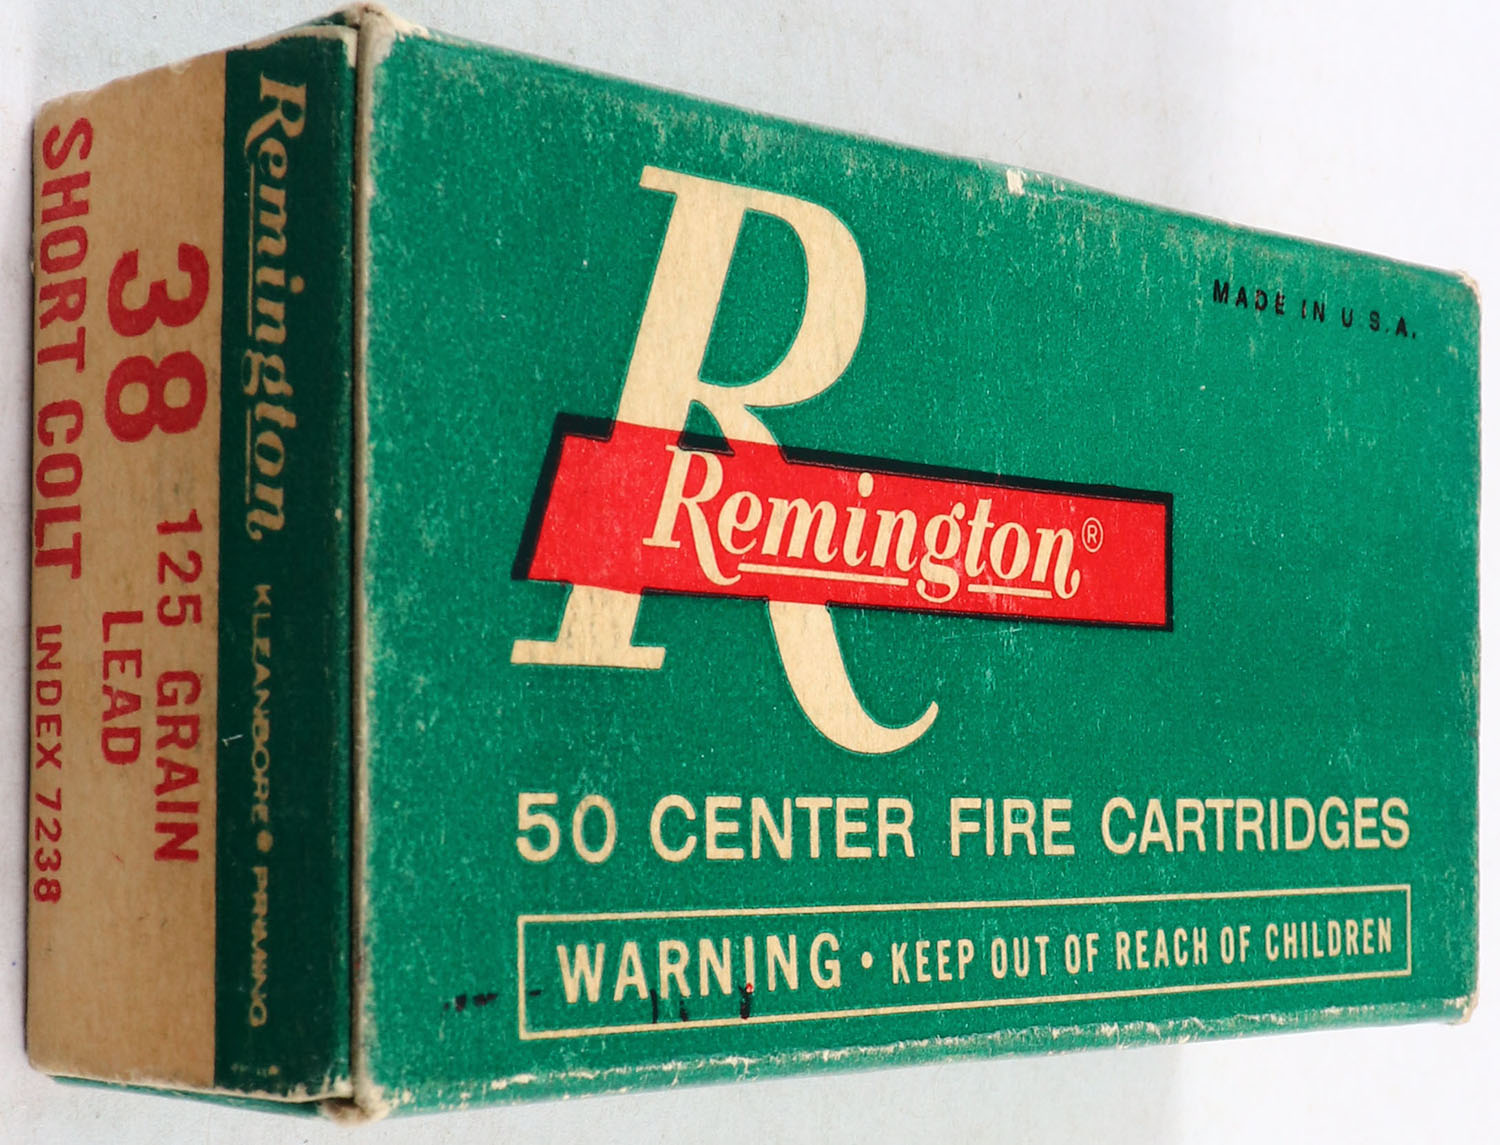 MADE IN U.S.A.
R
Remington®
50 CENTER FIRE CARTRIDGES
WARNING • KEEP OUT OF REACH OF CHILDREN
Remington KLEANBORE • PRIMING
38 125 GRAIN
LEAD
SHORT COLT INDEX 7238